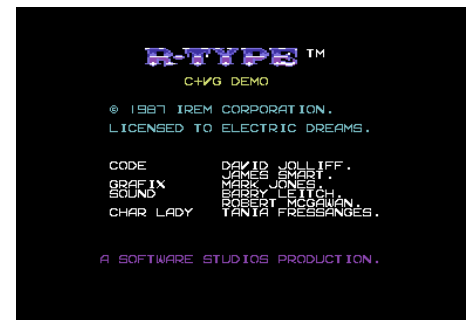 R-TYPE™
C+VG DEMO
© 1987 IREM CORPORATION.
LICENSED TO ELECTRIC DREAMS.
CODE DAVID JOLLIFF.
JAMES SMART.
GRAFIX MARK JONES.
SOUND BARRY LEITCH.
ROBERT MCGAWAN.
CHAR LADY TANIA FRESSANGES.
A SOFTWARE STUDIOS PRODUCTION.